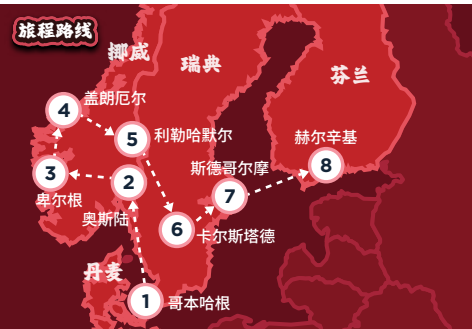 旅程路线
挪威
瑞典
芬兰
4 盖朗厄尔
5 利勒哈默尔
赫尔辛基
8
斯德哥尔摩
3
2
7
卑尔根
奥斯陆
6 卡尔斯塔德
丹麦
1 哥本哈根